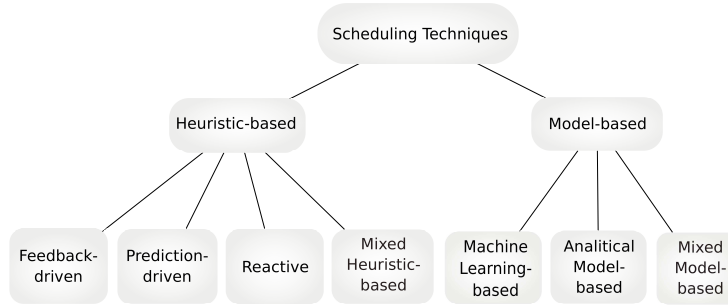 Scheduling Techniques
Heuristic-based
Model-based
Feedback-
driven
Prediction-
driven
Reactive
Mixed
Heuristic-
based
Machine
Learning-
based
Analitical
Model-
based
Mixed
Model-
based